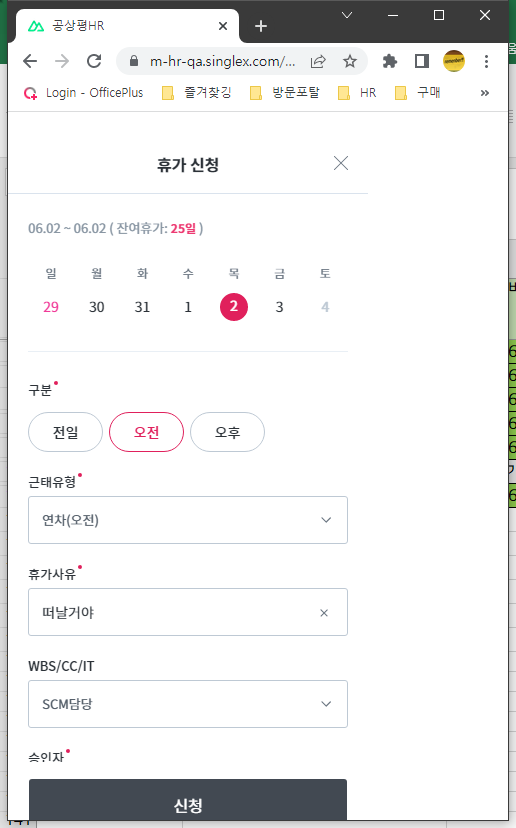 공상평HR
m-hr-qa.singlex.com/...
Login - OfficePlus 즐겨찾깅 방문포탈 HR 구매 »
휴가 신청
06.02 ~ 06.02 ( 잔여휴가: 25일 )
일 월 화 수 목 금 토
29 30 31 1 2 3 4
구분
전일 오전 오후
근태유형
연차(오전)
휴가사유
떠날거야
WBS/CC/IT
SCM담당
승인자
신청